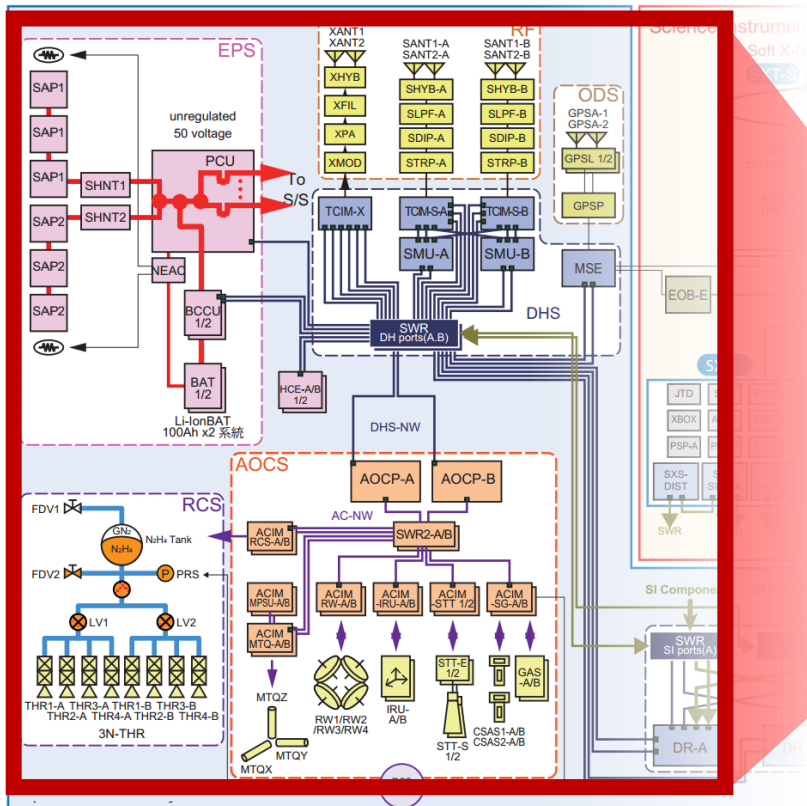 EPS
SAP1
SAP1
SAP1
SAP2
SAP2
SAP2
unregulated
50 voltage
PCU
SHNT1
SHNT2
To
S/S
NEAC
BCCU
1/2
BAT
1/2
Li-IonBAT
100Ah x2 系統
HCE-A/B
1/2
RF
XANT1
XANT2
XHYB
XFIL
XPA
XMOD
SANT1-A
SANT2-A
SHYB-A
SLPF-A
SDIP-A
STRP-A
SANT1-B
SANT2-B
SHYB-B
SLPF-B
SDIP-B
STRP-B
ODS
GPSA-1
GPSA-2
GPSL 1/2
GPSP
TCIM-X
TCIM-S-A
TCIM-S-B
SMU-A
SMU-B
MSE
DHS
SWR
DH ports(A.B)
DHS-NW
AOCS
AOCP-A
AOCP-B
AC-NW
SWR2-A/B
ACIM
RCS-A/B
ACIM
MPSU-A/B
ACIM
MTQ-A/B
ACIM
RW-A/B
ACIM
-IRU-A/B
ACIM
-STT 1/2
ACIM
-SG-A/B
MTQZ
MTQX
MTQY
RW1/RW2
/RW3/RW4
IRU-
A/B
STT-E
1/2
STT-S
1/2
CSAS1-A/B
CSAS2-A/B
GAS
-A/B
RCS
FDV1
GN2
N2H4
N2H4 Tank
FDV2
P
PRS
LV1
LV2
THR1-A THR3-A THR1-B THR3-B
THR2-A THR4-A THR2-B THR4-B
3N-THR
Science Instrument
Soft X-R
SXT-S
EOB-E
JTD
XBOX
PSP-A
SXS-
DIST
SWR
SI Compone
SWR
SI ports(A)
DR-A